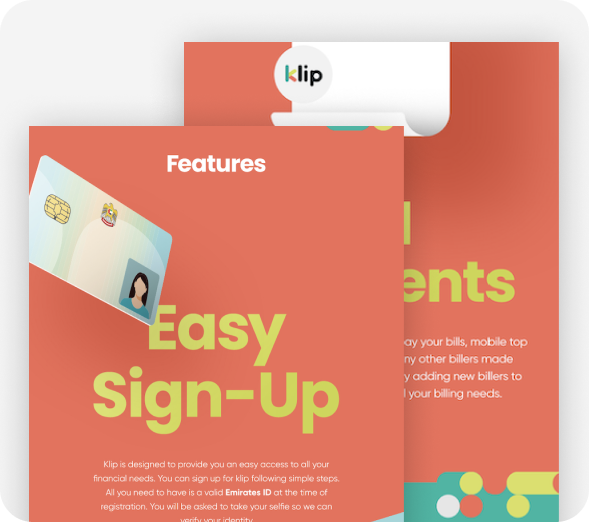 klip
Features
Easy
Sign-Up
Klip is designed to provide you an easy access to all your
financial needs. You can sign up for klip following simple steps.
All you need to have is a valid Emirates ID at the time of
registration. You will be asked to take your selfie so we can
verify your identity.
your bills, mobile top
other billers made
adding new billers to
your billing needs.